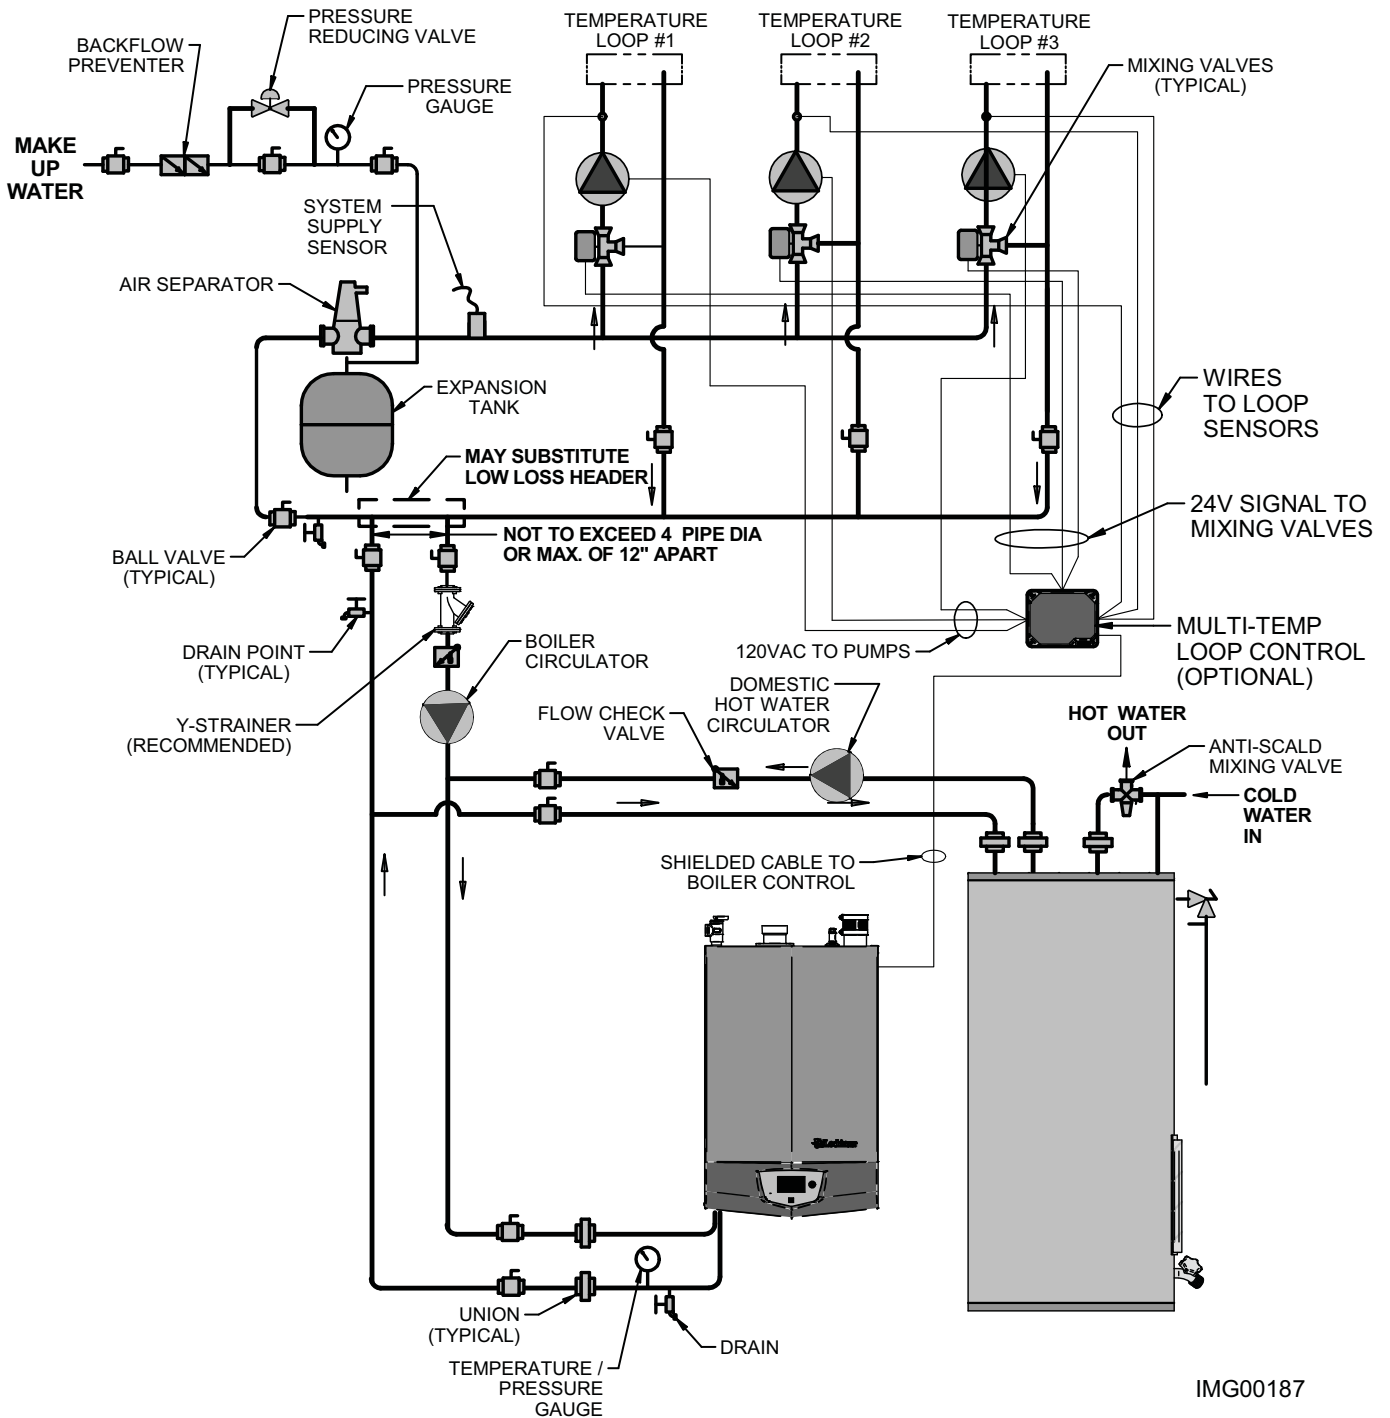 PRESSURE
REDUCING VALVE
BACKFLOW
PREVENTER
PRESSURE
GAUGE
MAKE
UP
WATER
TEMPERATURE
LOOP #1
TEMPERATURE
LOOP #2
TEMPERATURE
LOOP #3
MIXING VALVES
(TYPICAL)
SYSTEM
SUPPLY
SENSOR
AIR SEPARATOR
EXPANSION
TANK
WIRES
TO LOOP
SENSORS
MAY SUBSTITUTE
LOW LOSS HEADER
24V SIGNAL TO
MIXING VALVES
NOT TO EXCEED 4 PIPE DIA
OR MAX. OF 12" APART
BALL VALVE
(TYPICAL)
DRAIN POINT
(TYPICAL)
BOILER
CIRCULATOR
120VAC TO PUMPS
MULTI-TEMP
LOOP CONTROL
(OPTIONAL)
Y-STRAINER
(RECOMMENDED)
FLOW CHECK
VALVE
DOMESTIC
HOT WATER
CIRCULATOR
HOT WATER
OUT
ANTI-SCALD
MIXING VALVE
COLD
WATER
IN
SHIELDED CABLE TO
BOILER CONTROL
Lochinvar
UNION
(TYPICAL)
DRAIN
TEMPERATURE /
PRESSURE
GAUGE
IMG00187